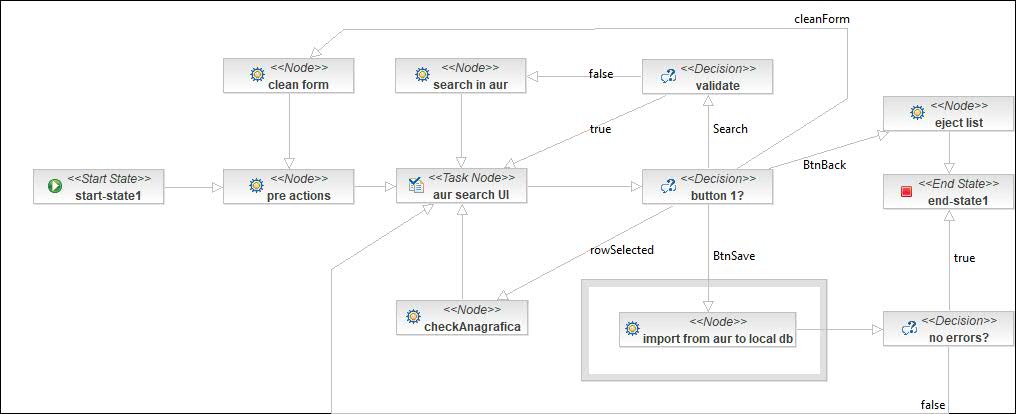 cleanForm
<<Node>>
clean form
<<Node>>
search in aur
false
<<Decision>>
validate
<<Node>>
eject list
true
Search
BtnBack
<<Start State>>
start-state1
<<Node>>
pre actions
<<Task Node>>
aur search UI
<<Decision>>
button 1?
<<End State>>
end-state1
rowSelected
BtnSave
true
<<Node>>
checkAnagrafica
<<Node>>
import from aur to local db
<<Decision>>
no errors?
false